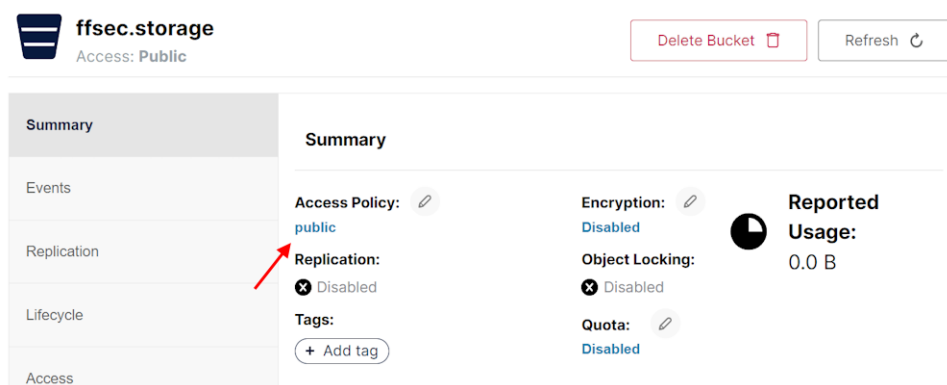 ffsec.storage
Access: Public
Delete Bucket
Refresh
Summary
Events
Replication
Lifecycle
Access
Summary
Access Policy:
public
Replication:
Disabled
Tags:
+ Add tag
Encryption:
Disabled
Object Locking:
Disabled
Quota:
Disabled
Reported
Usage:
0.0 B